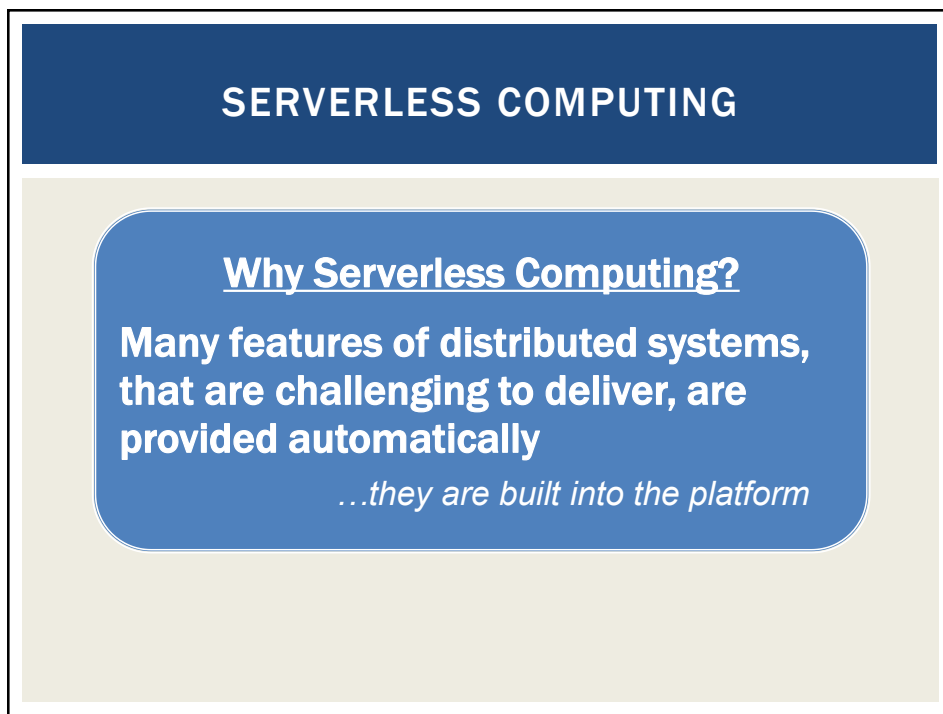 SERVERLESS COMPUTING
Why Serverless Computing?
Many features of distributed systems,
that are challenging to deliver, are
provided automatically
…they are built into the platform